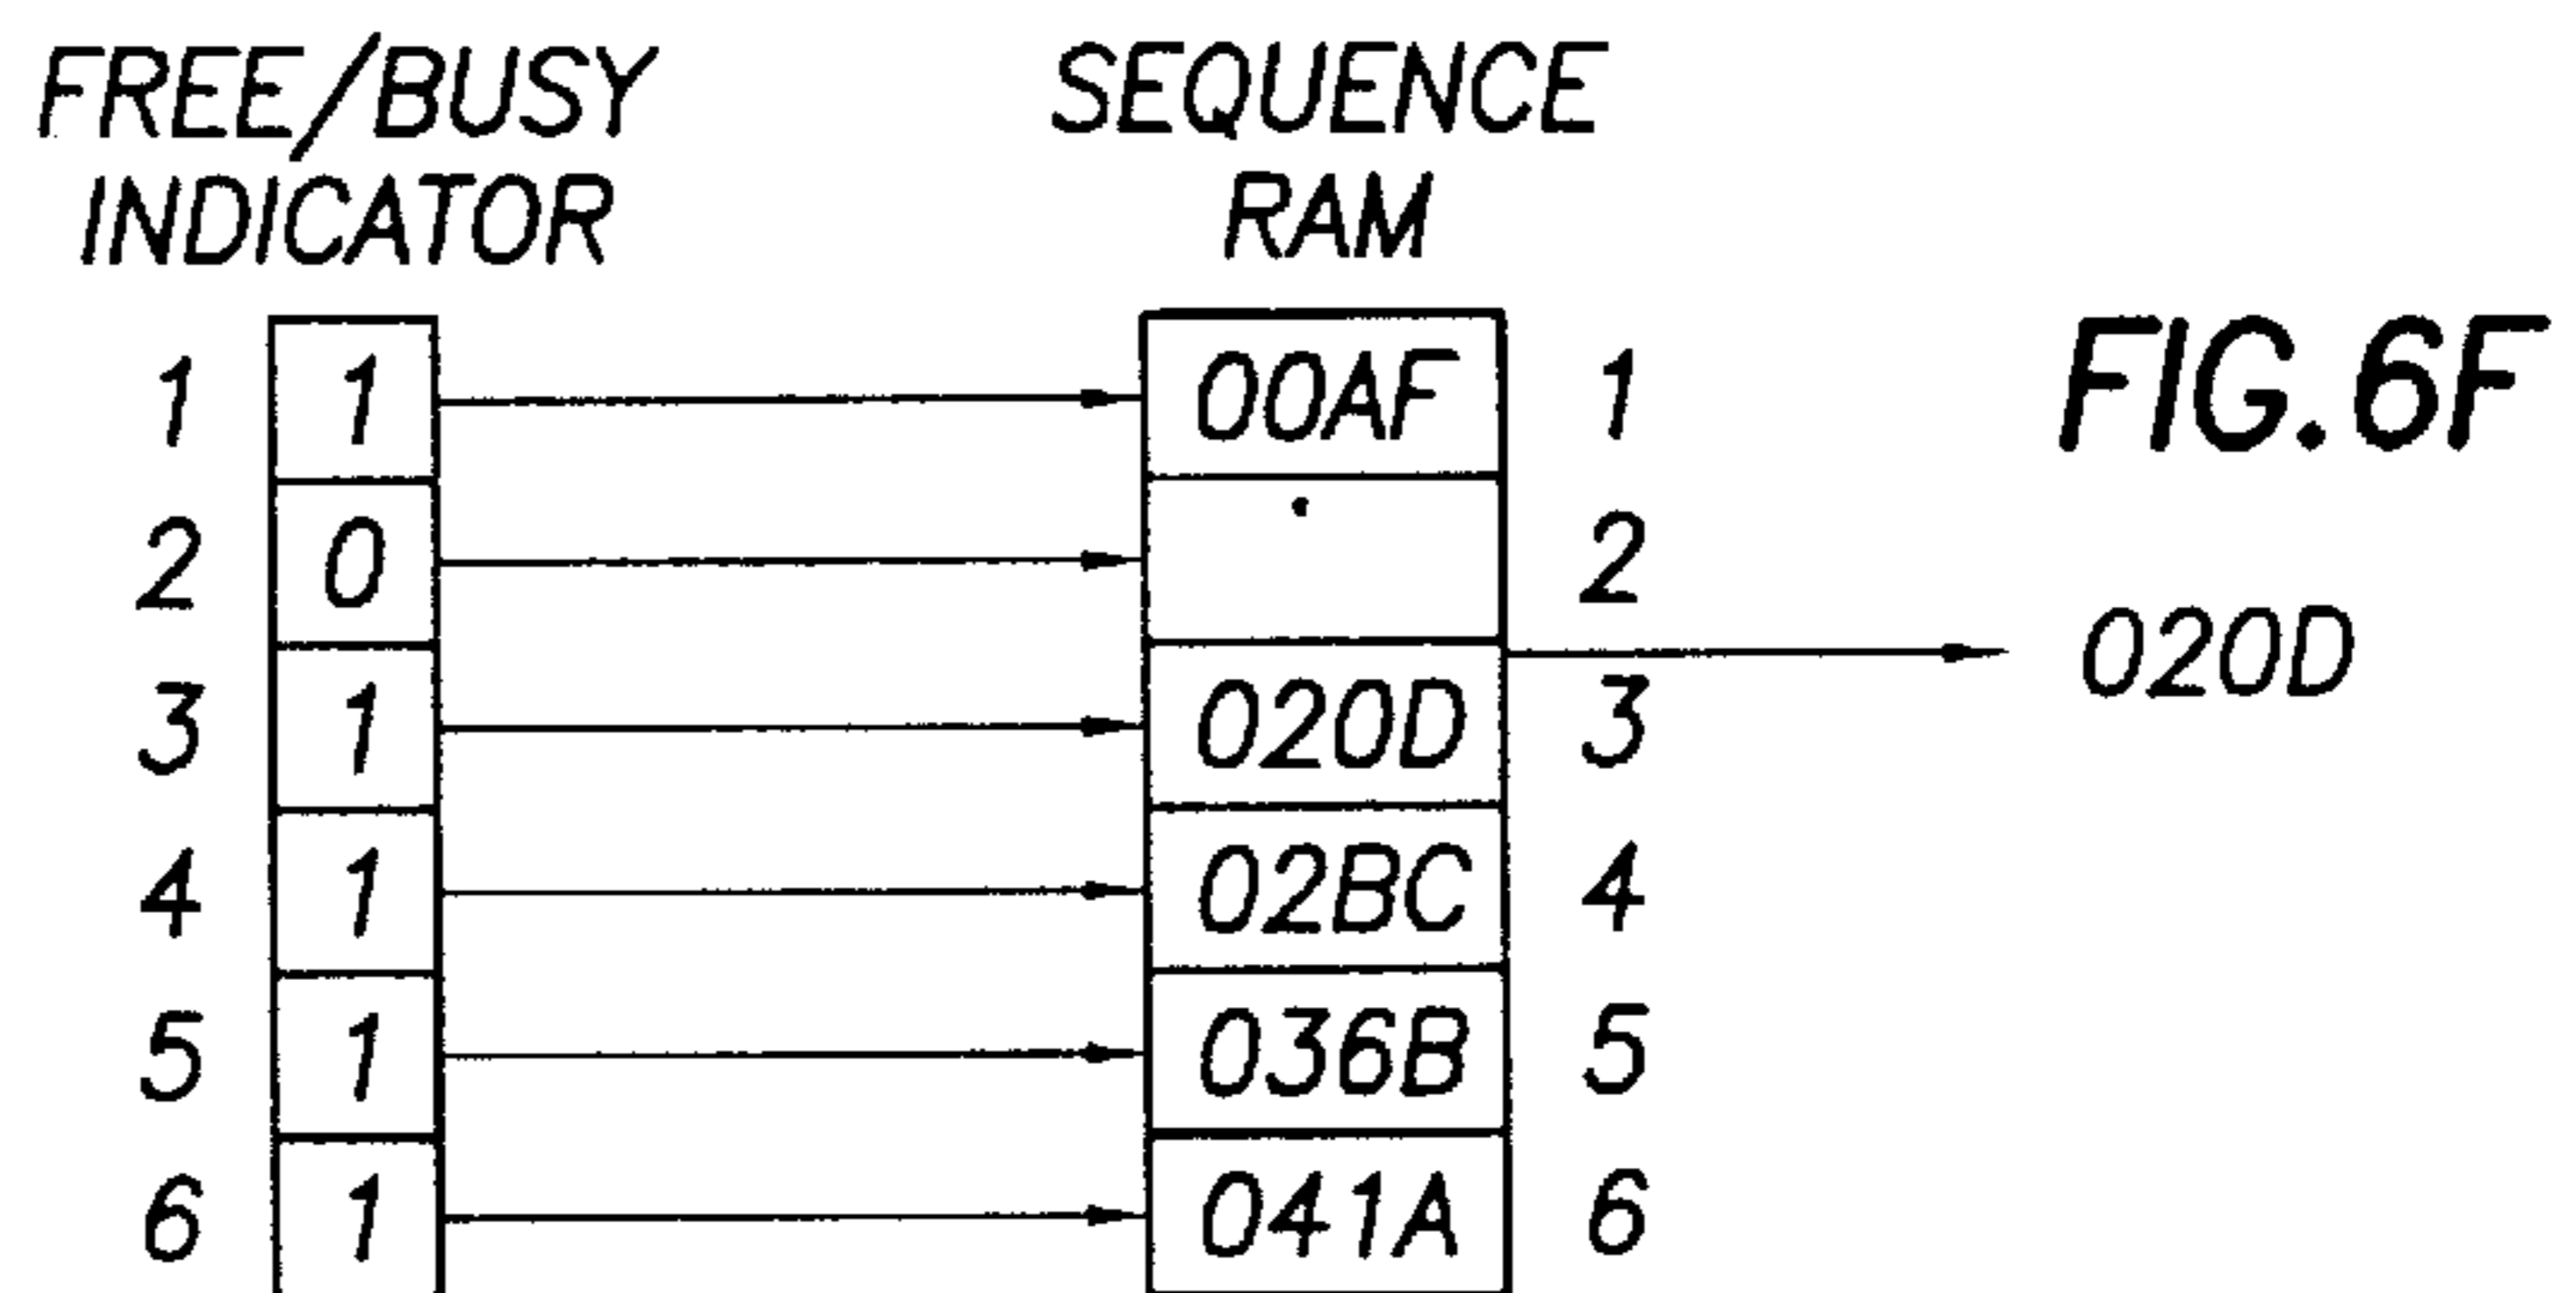 FREE/BUSY
INDICATOR
SEQUENCE
RAM
FIG.6F
1 1 00AF 1
2 0 2
020D
3 1 020D 3
4 1 02BC 4
5 1 036B 5
6 1 041A 6